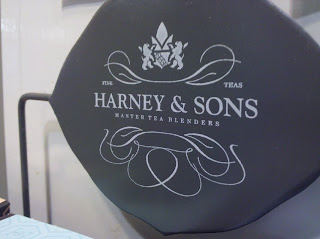 FINE TEAS
HARNEY & SONS
MASTER TEA BLENDERS